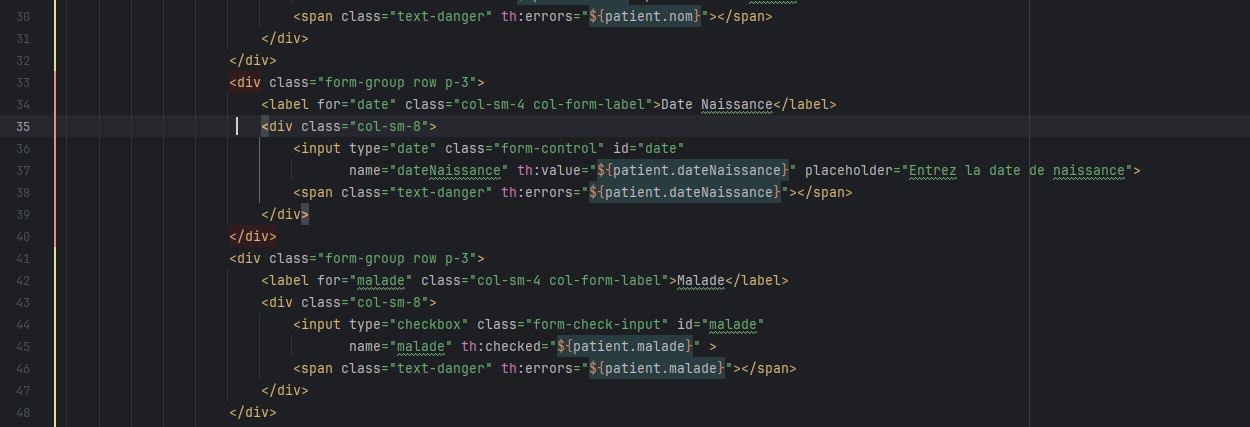 30 <span class="text-danger" th:errors="${patient.nom}"></span>
31 </div>
32 </div>
33 <div class="form-group row p-3">
34 <label for="date" class="col-sm-4 col-form-label">Date Naissance</label>
35 <div class="col-sm-8">
36 <input type="date" class="form-control" id="date"
37 name="dateNaissance" th:value="${patient.dateNaissance}" placeholder="Entrez la date de naissance">
38 <span class="text-danger" th:errors="${patient.dateNaissance}"></span>
39 </div>
40 </div>
41 <div class="form-group row p-3">
42 <label for="malade" class="col-sm-4 col-form-label">Malade</label>
43 <div class="col-sm-8">
44 <input type="checkbox" class="form-check-input" id="malade"
45 name="malade" th:checked="${patient.malade}" >
46 <span class="text-danger" th:errors="${patient.malade}"></span>
47 </div>
48 </div>